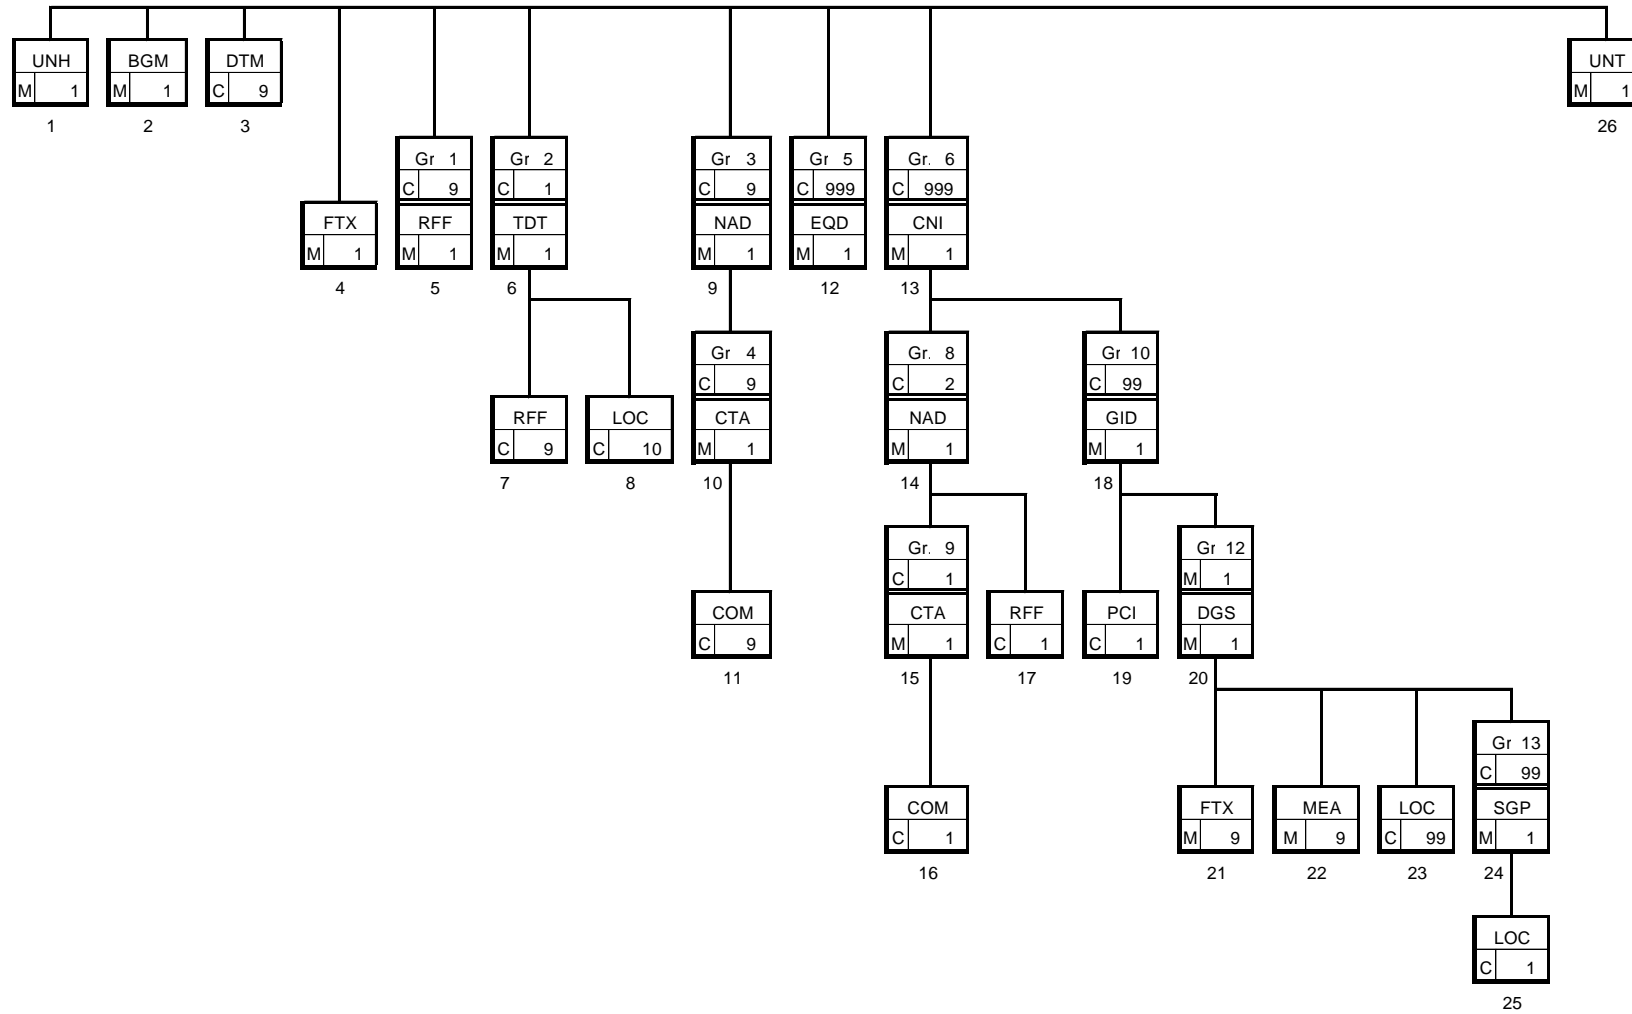 UNH BGM DTM UNT
M 1 M 1 C 9 M 1
1 2 3 26
Gr 1 Gr 2 Gr 3 Gr 5 Gr. 6
C 9 C 1 C 9 C 999 C 999
FTX RFF TDT NAD EQD CNI
M 1 M 1 M 1 M 1 M 1 M 1
4 5 6 9 12 13
Gr 4 Gr. 8 Gr 10
C 9 C 2 C 99
RFF LOC CTA NAD GID
C 9 C 10 M 1 M 1 M 1
7 8 10 14 18
Gr. 9 Gr 12
C 1 M 1
COM CTA RFF PCI DGS
C 9 M 1 C 1 C 1 M 1
11 15 17 19 20
Gr 13
C 99
COM FTX MEA LOC SGP
C 1 M 9 M 9 C 99 M 1
16 21 22 23 24
LOC
C 1
25